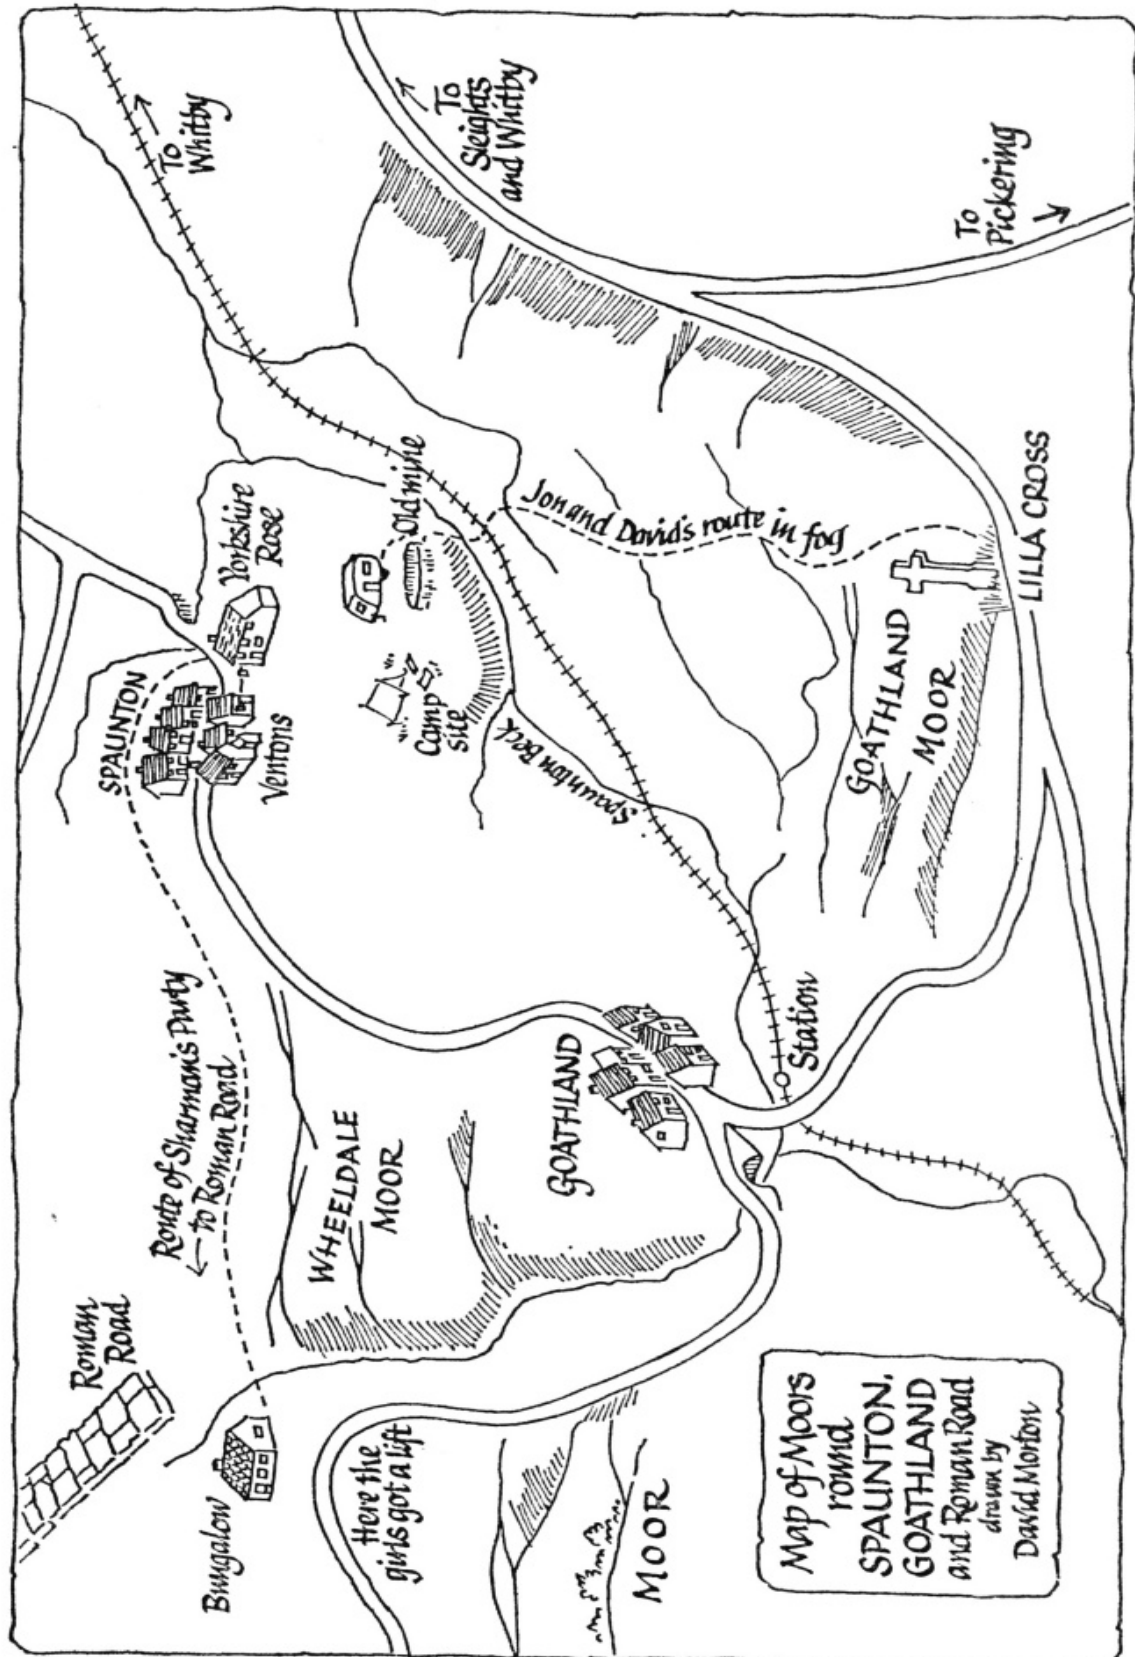 Roman
Road
Bungalow
Route of Sharman's Party
to Roman Road
SPAUNTON
Yorkshire
Rose
Ventons
To
Whitby
Here the
girls got a lift
WHEELDALE
MOOR
Old mine
Camp
site
Spaunton Beck
To
Sleights
and Whitby
GOATHLAND
Jon and David's route in fog
MOOR
Station
GOATHLAND
MOOR
LILLA CROSS
To
Pickering
Map of Moors
round
SPAUNTON,
GOATHLAND
and Roman Road
drawn by
David Morton